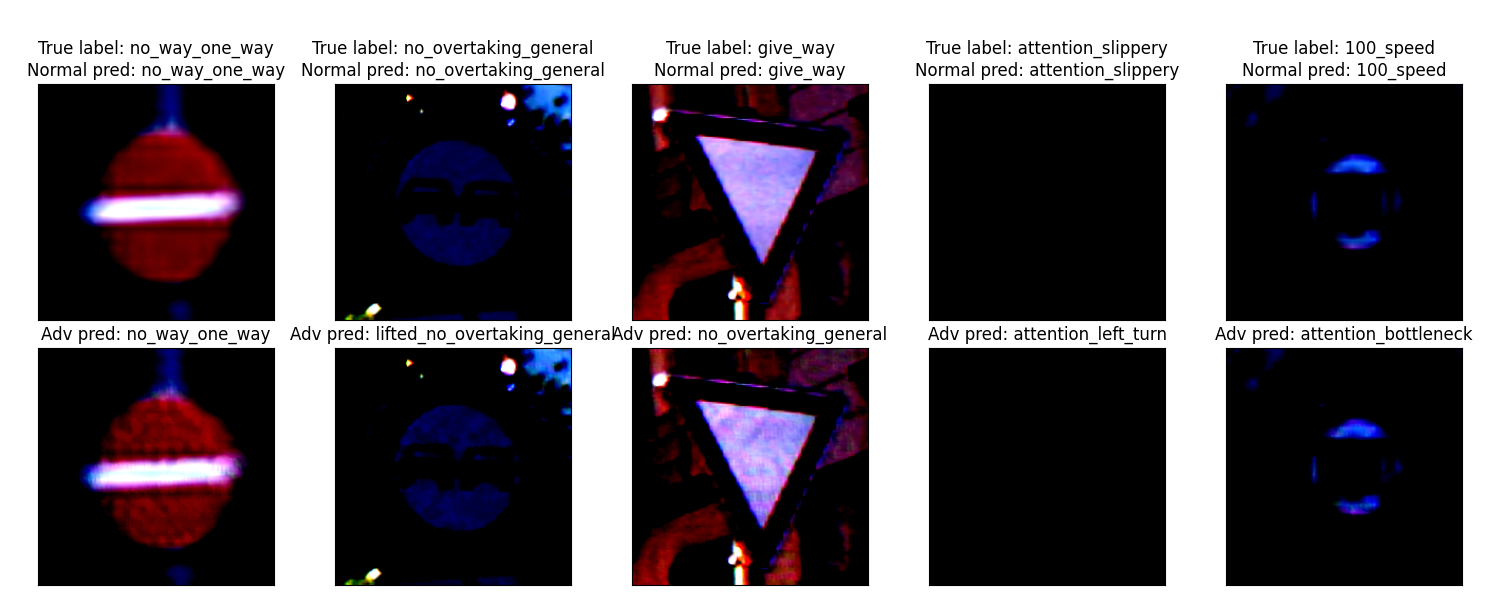 True label: no_way_one_way
Normal pred: no_way_one_way
True label: no_overtaking_general
Normal pred: no_overtaking_general
True label: give_way
Normal pred: give_way
True label: attention_slippery
Normal pred: attention_slippery
True label: 100_speed
Normal pred: 100_speed
Adv pred: no_way_one_way
Adv pred: lifted_no_overtaking_general
Adv pred: no_overtaking_general
Adv pred: attention_left_turn
Adv pred: attention_bottleneck